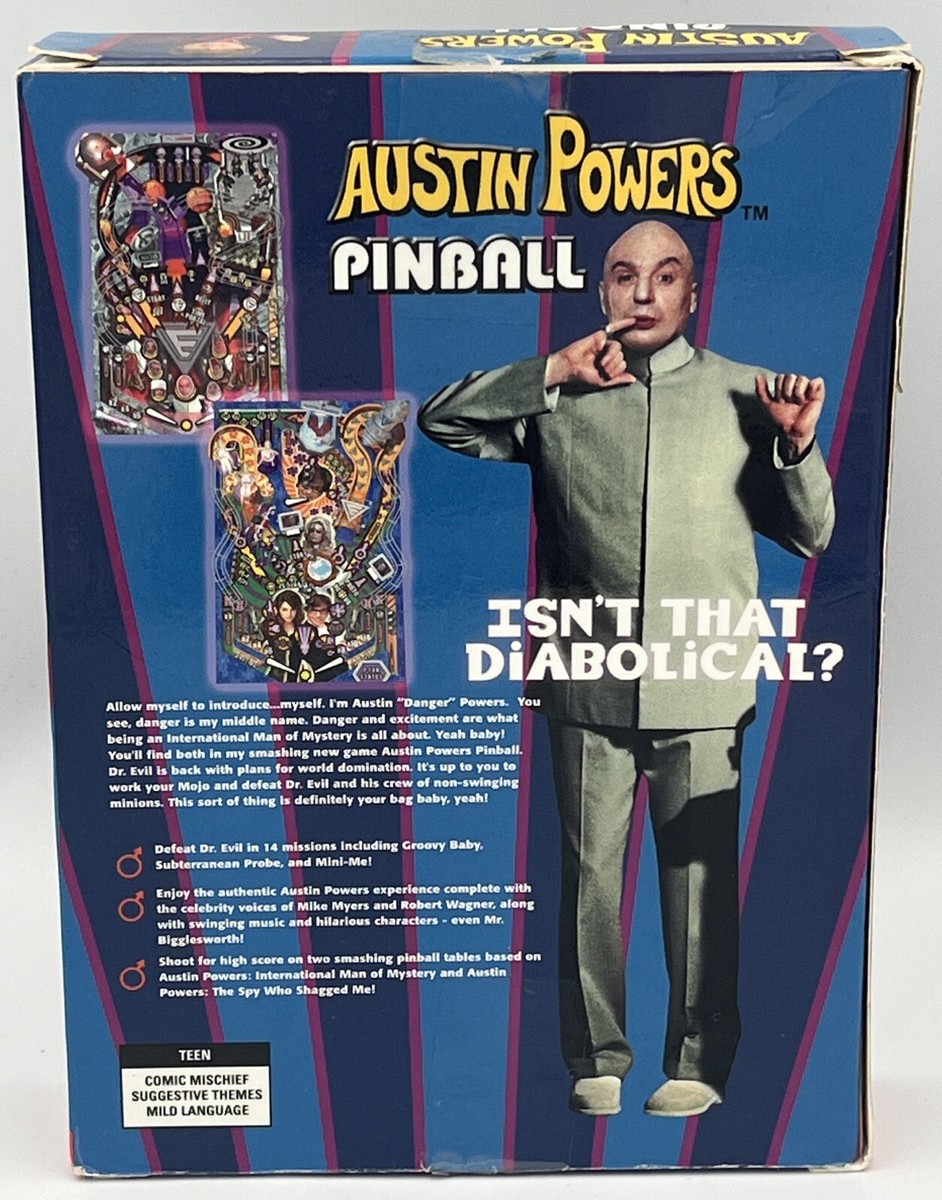 AUSTIN POWERS
PINBALL
AUSTIN POWERS™
PINBALL
ISN'T THAT
DiABOLiCAL?
Allow myself to introduce...myself. I'm Austin "Danger" Powers. You
see, danger is my middle name. Danger and excitement are what
being an International Man of Mystery is all about. Yeah baby!
You'll find both in my smashing new game Austin Powers Pinball.
Dr. Evil is back with plans for world domination. It's up to you to
work your Mojo and defeat Dr. Evil and his crew of non-swinging
minions. This sort of thing is definitely your bag baby, yeah!
Defeat Dr. Evil in 14 missions including Groovy Baby,
Subterranean Probe, and Mini-Me!
Enjoy the authentic Austin Powers experience complete with
the celebrity voices of Mike Myers and Robert Wagner, along
with swinging music and hilarious characters - even Mr.
Bigglesworth!
Shoot for high score on two smashing pinball tables based on
Austin Powers: International Man of Mystery and Austin
Powers: The Spy Who Shagged Me!
TEEN
COMIC MISCHIEF
SUGGESTIVE THEMES
MILD LANGUAGE